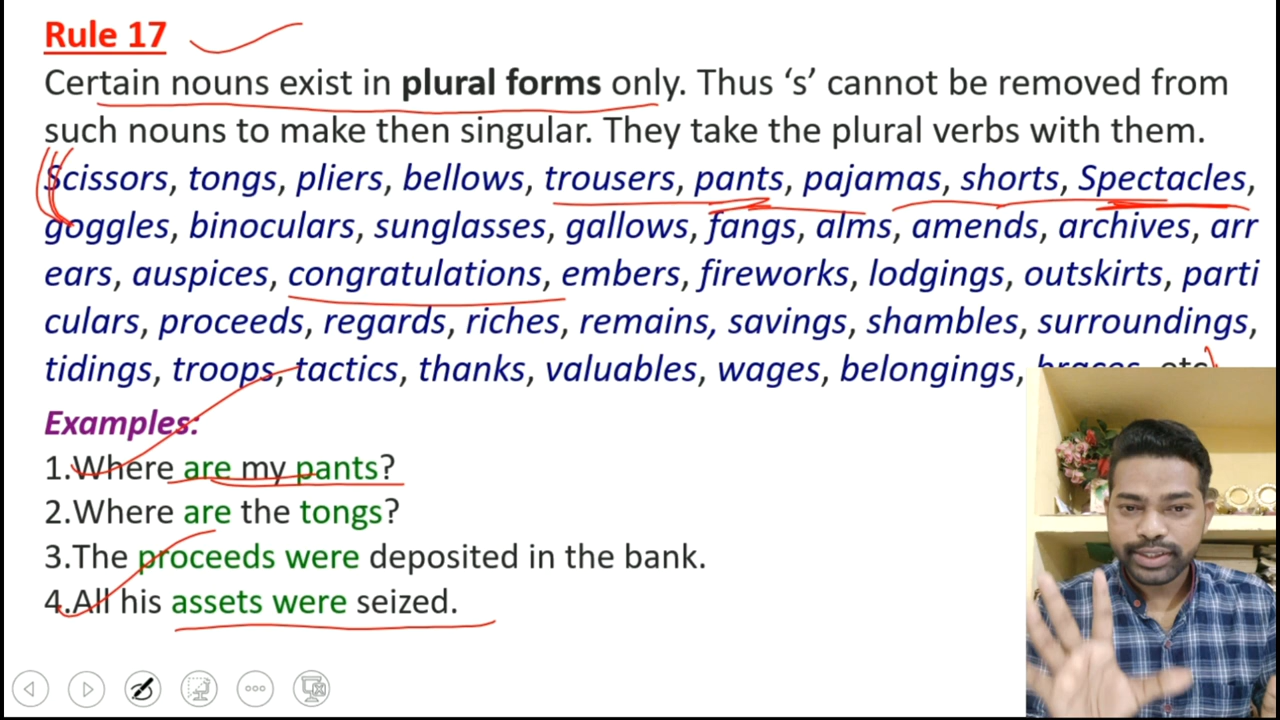 Rule 17
Certain nouns exist in plural forms only. Thus ‘s’ cannot be removed from
such nouns to make then singular. They take the plural verbs with them.
Scissors, tongs, pliers, bellows, trousers, pants, pajamas, shorts, Spectacles,
goggles, binoculars, sunglasses, gallows, fangs, alms, amends, archives, arr
ears, auspices, congratulations, embers, fireworks, lodgings, outskirts, parti
culars, proceeds, regards, riches, remains, savings, shambles, surroundings,
tidings, troops, tactics, thanks, valuables, wages, belongings, braces, etc
Examples:
1.Where are my pants?
2.Where are the tongs?
3.The proceeds were deposited in the bank.
4.All his assets were seized.